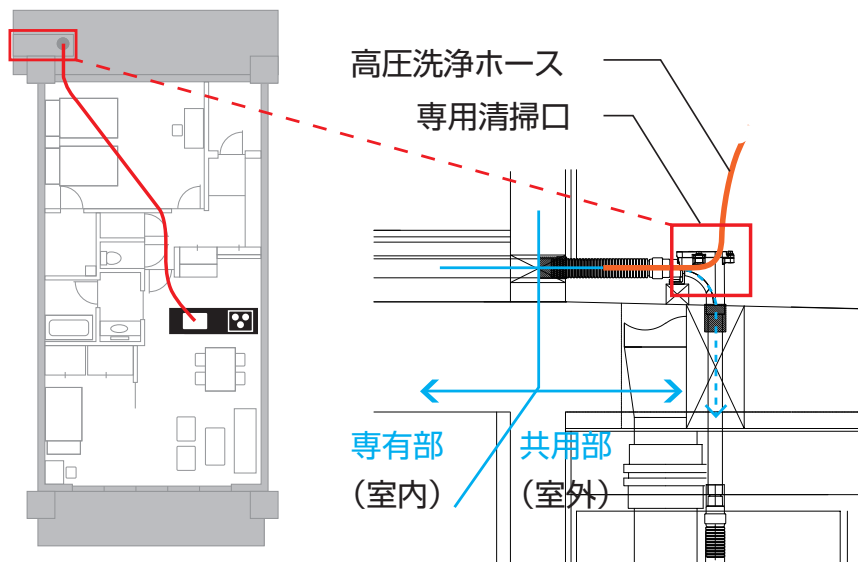 高圧洗浄ホース
専用清掃口
専有部
（室内）
共用部
（室外）